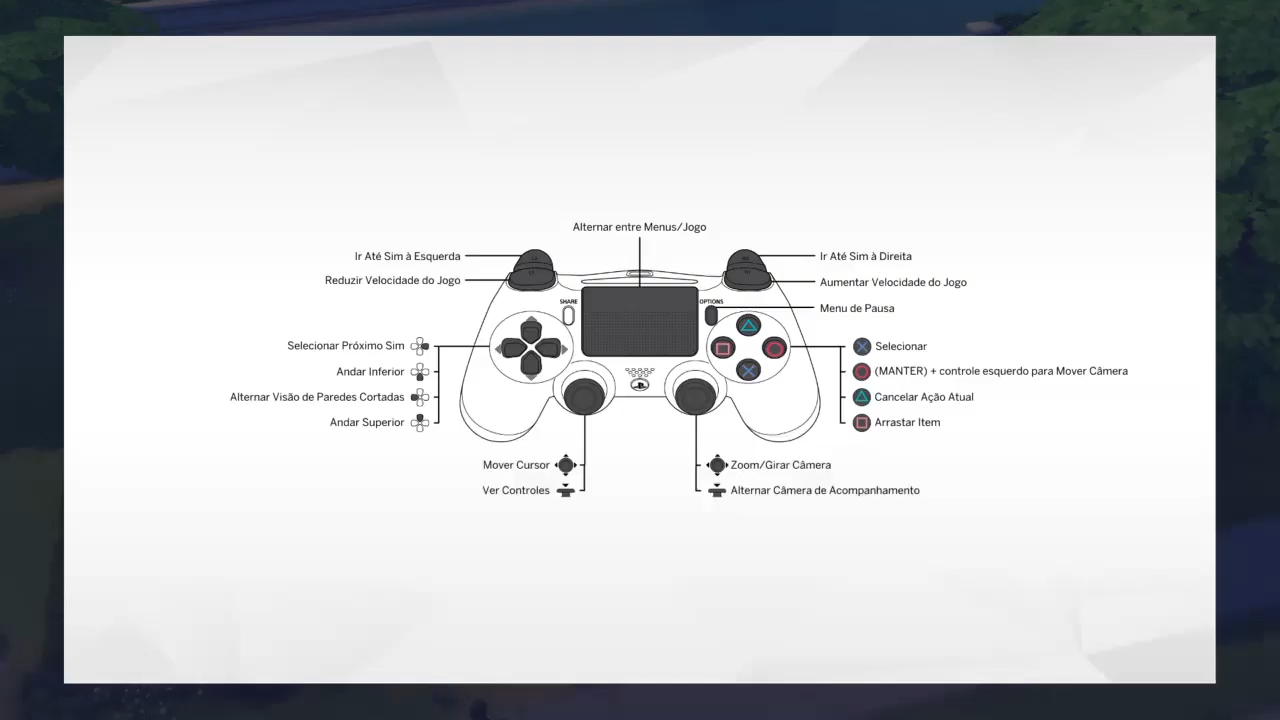 Alternar entre Menus/Jogo
Ir Até Sim à Esquerda
Reduzir Velocidade do Jogo
Ir Até Sim à Direita
Aumentar Velocidade do Jogo
Menu de Pausa
SHARE
OPTIONS
Selecionar Próximo Sim
Andar Inferior
Alternar Visão de Paredes Cortadas
Andar Superior
Selecionar
(MANTER) + controle esquerdo para Mover Câmera
Cancelar Ação Atual
Arrastar Item
Mover Cursor
Ver Controles
Zoom/Girar Câmera
Alternar Câmera de Acompanhamento